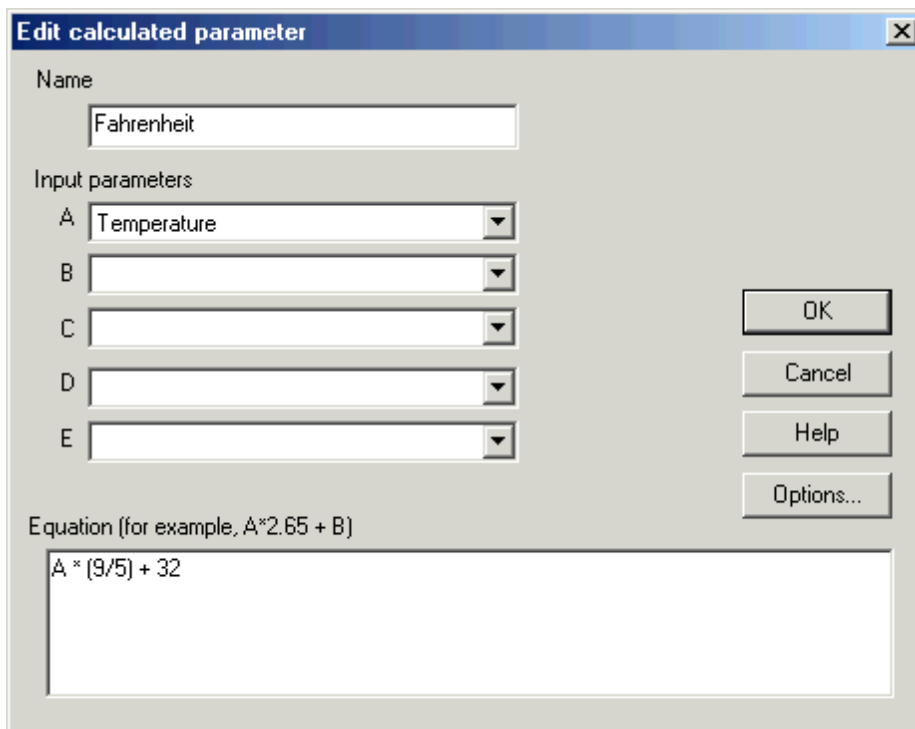 Edit calculated parameter
Name
Fahrenheit
Input parameters
A Temperature
B
C
OK
D
Cancel
E
Help
Options...
Equation (for example, A*2.65 + B)
A * (9/5) + 32